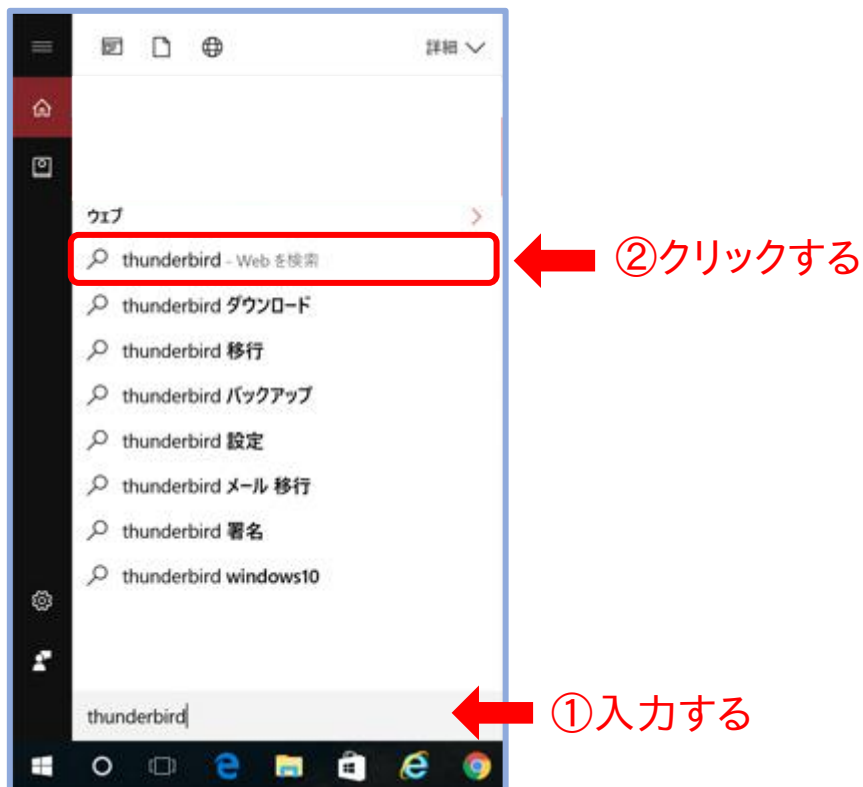 詳細
ウェブ
thunderbird - Web を検索
②クリックする
thunderbird ダウンロード
thunderbird 移行
thunderbird バックアップ
thunderbird 設定
thunderbird メール 移行
thunderbird 署名
thunderbird windows10
thunderbird
①入力する